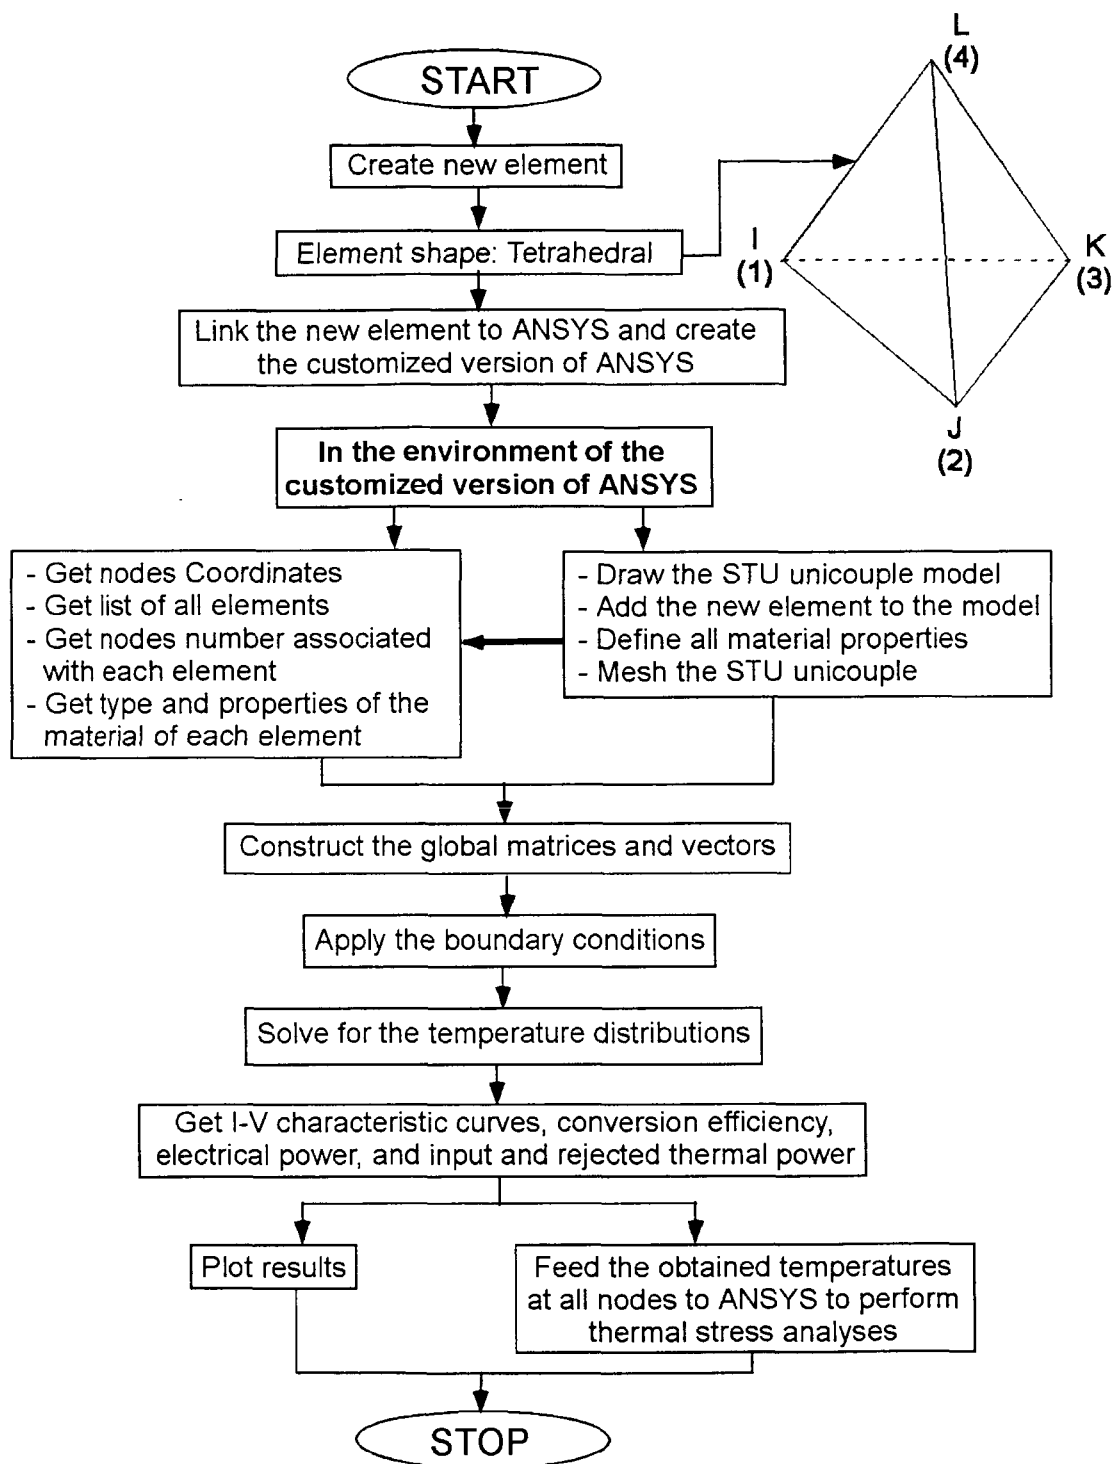 START
Create new element
Element shape: Tetrahedral
L
(4)
I
(1)
K
(3)
J
(2)
Link the new element to ANSYS and create
the customized version of ANSYS
In the environment of the
customized version of ANSYS
- Get nodes Coordinates
- Get list of all elements
- Get nodes number associated
with each element
- Get type and properties of the
material of each element
- Draw the STU unicouple model
- Add the new element to the model
- Define all material properties
- Mesh the STU unicouple
Construct the global matrices and vectors
Apply the boundary conditions
Solve for the temperature distributions
Get I-V characteristic curves, conversion efficiency,
electrical power, and input and rejected thermal power
Plot results
Feed the obtained temperatures
at all nodes to ANSYS to perform
thermal stress analyses
STOP